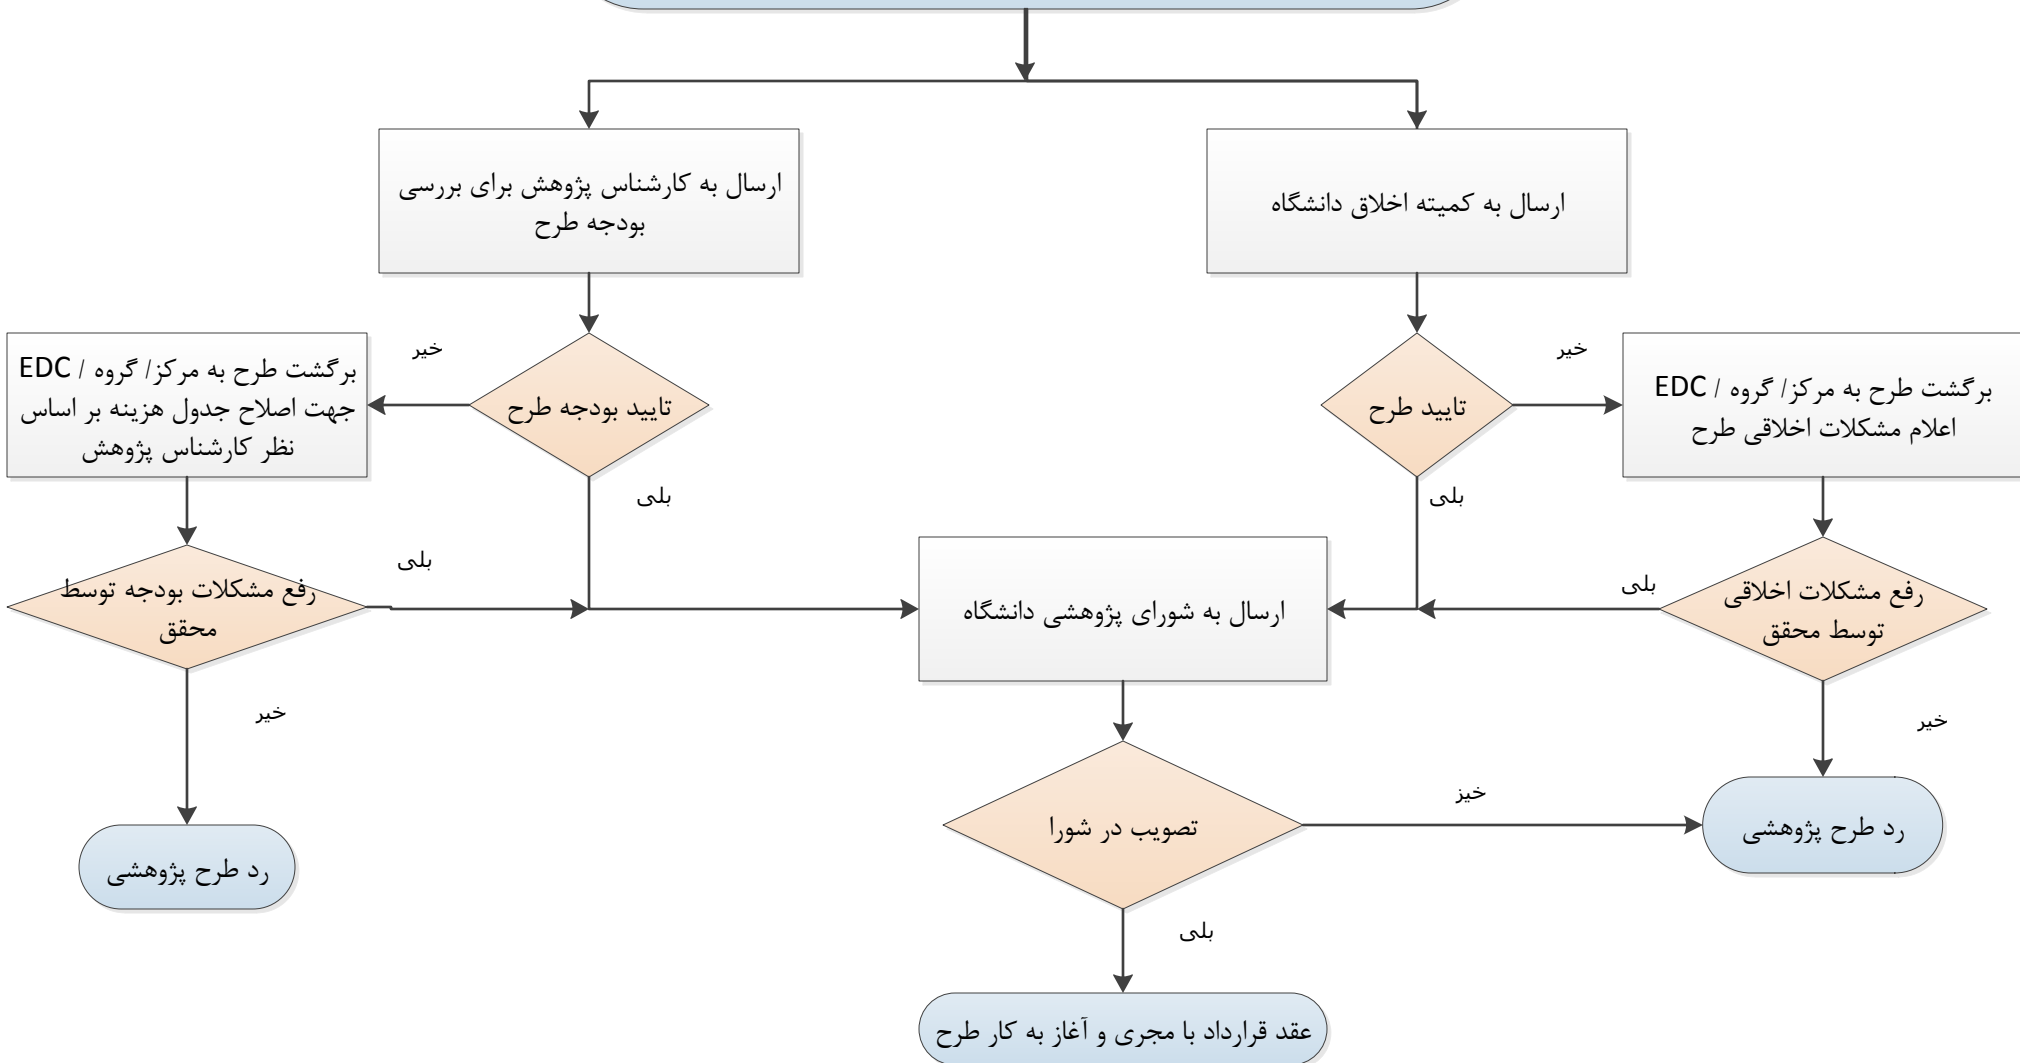 ارسال به کمیته اخلاق دانشگاه
ارسال به کارشناس پژوهش برای بررسی
بودجه طرح
تایید طرح
خیر
بلی
برگشت طرح به مرکز/ گروه / EDC
اعلام مشکلات اخلاقی طرح
تایید بودجه طرح
خیر
بلی
برگشت طرح به مرکز/ گروه / EDC
جهت اصلاح جدول هزینه بر اساس
نظر کارشناس پژوهش
رفع مشکلات اخلاقی
توسط محقق
بلی
خیر
ارسال به شورای پژوهشی دانشگاه
رفع مشکلات بودجه توسط
محقق
بلی
خیر
رد طرح پژوهشی
خیز
تصویب در شورا
بلی
رد طرح پژوهشی
عقد قرارداد با مجری و آغاز به کار طرح